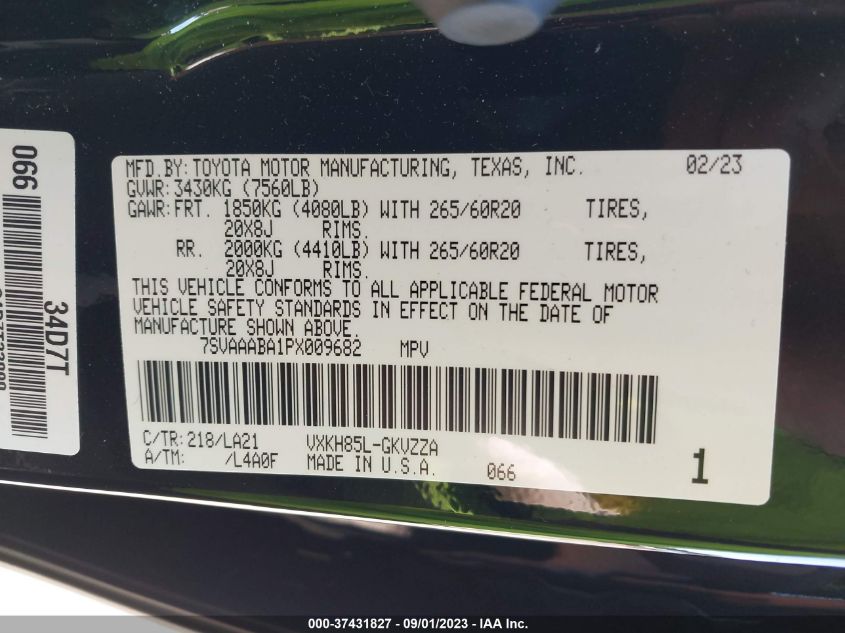 MFD.BY:TOYOTA MOTOR MANUFACTURING, TEXAS, INC. 02/23
GVWR:3430KG (7560LB)
GAWR:FRT. 1850KG (4080LB) WITH 265/60R20 TIRES,
20X8J RIMS.
RR. 2000KG (4410LB) WITH 265/60R20 TIRES,
20X8J RIMS.
THIS VEHICLE CONFORMS TO ALL APPLICABLE FEDERAL MOTOR
VEHICLE SAFETY STANDARDS IN EFFECT ON THE DATE OF
MANUFACTURE SHOWN ABOVE.
7SVAAABA1PX009682 MPV
C/TR:218/LA21 VXKH85L-GKVZZA
A/TM: /L4A0F MADE IN U.S.A. 066 1
066
34D7T
000-37431827 - 09/01/2023 - VXA Inc.